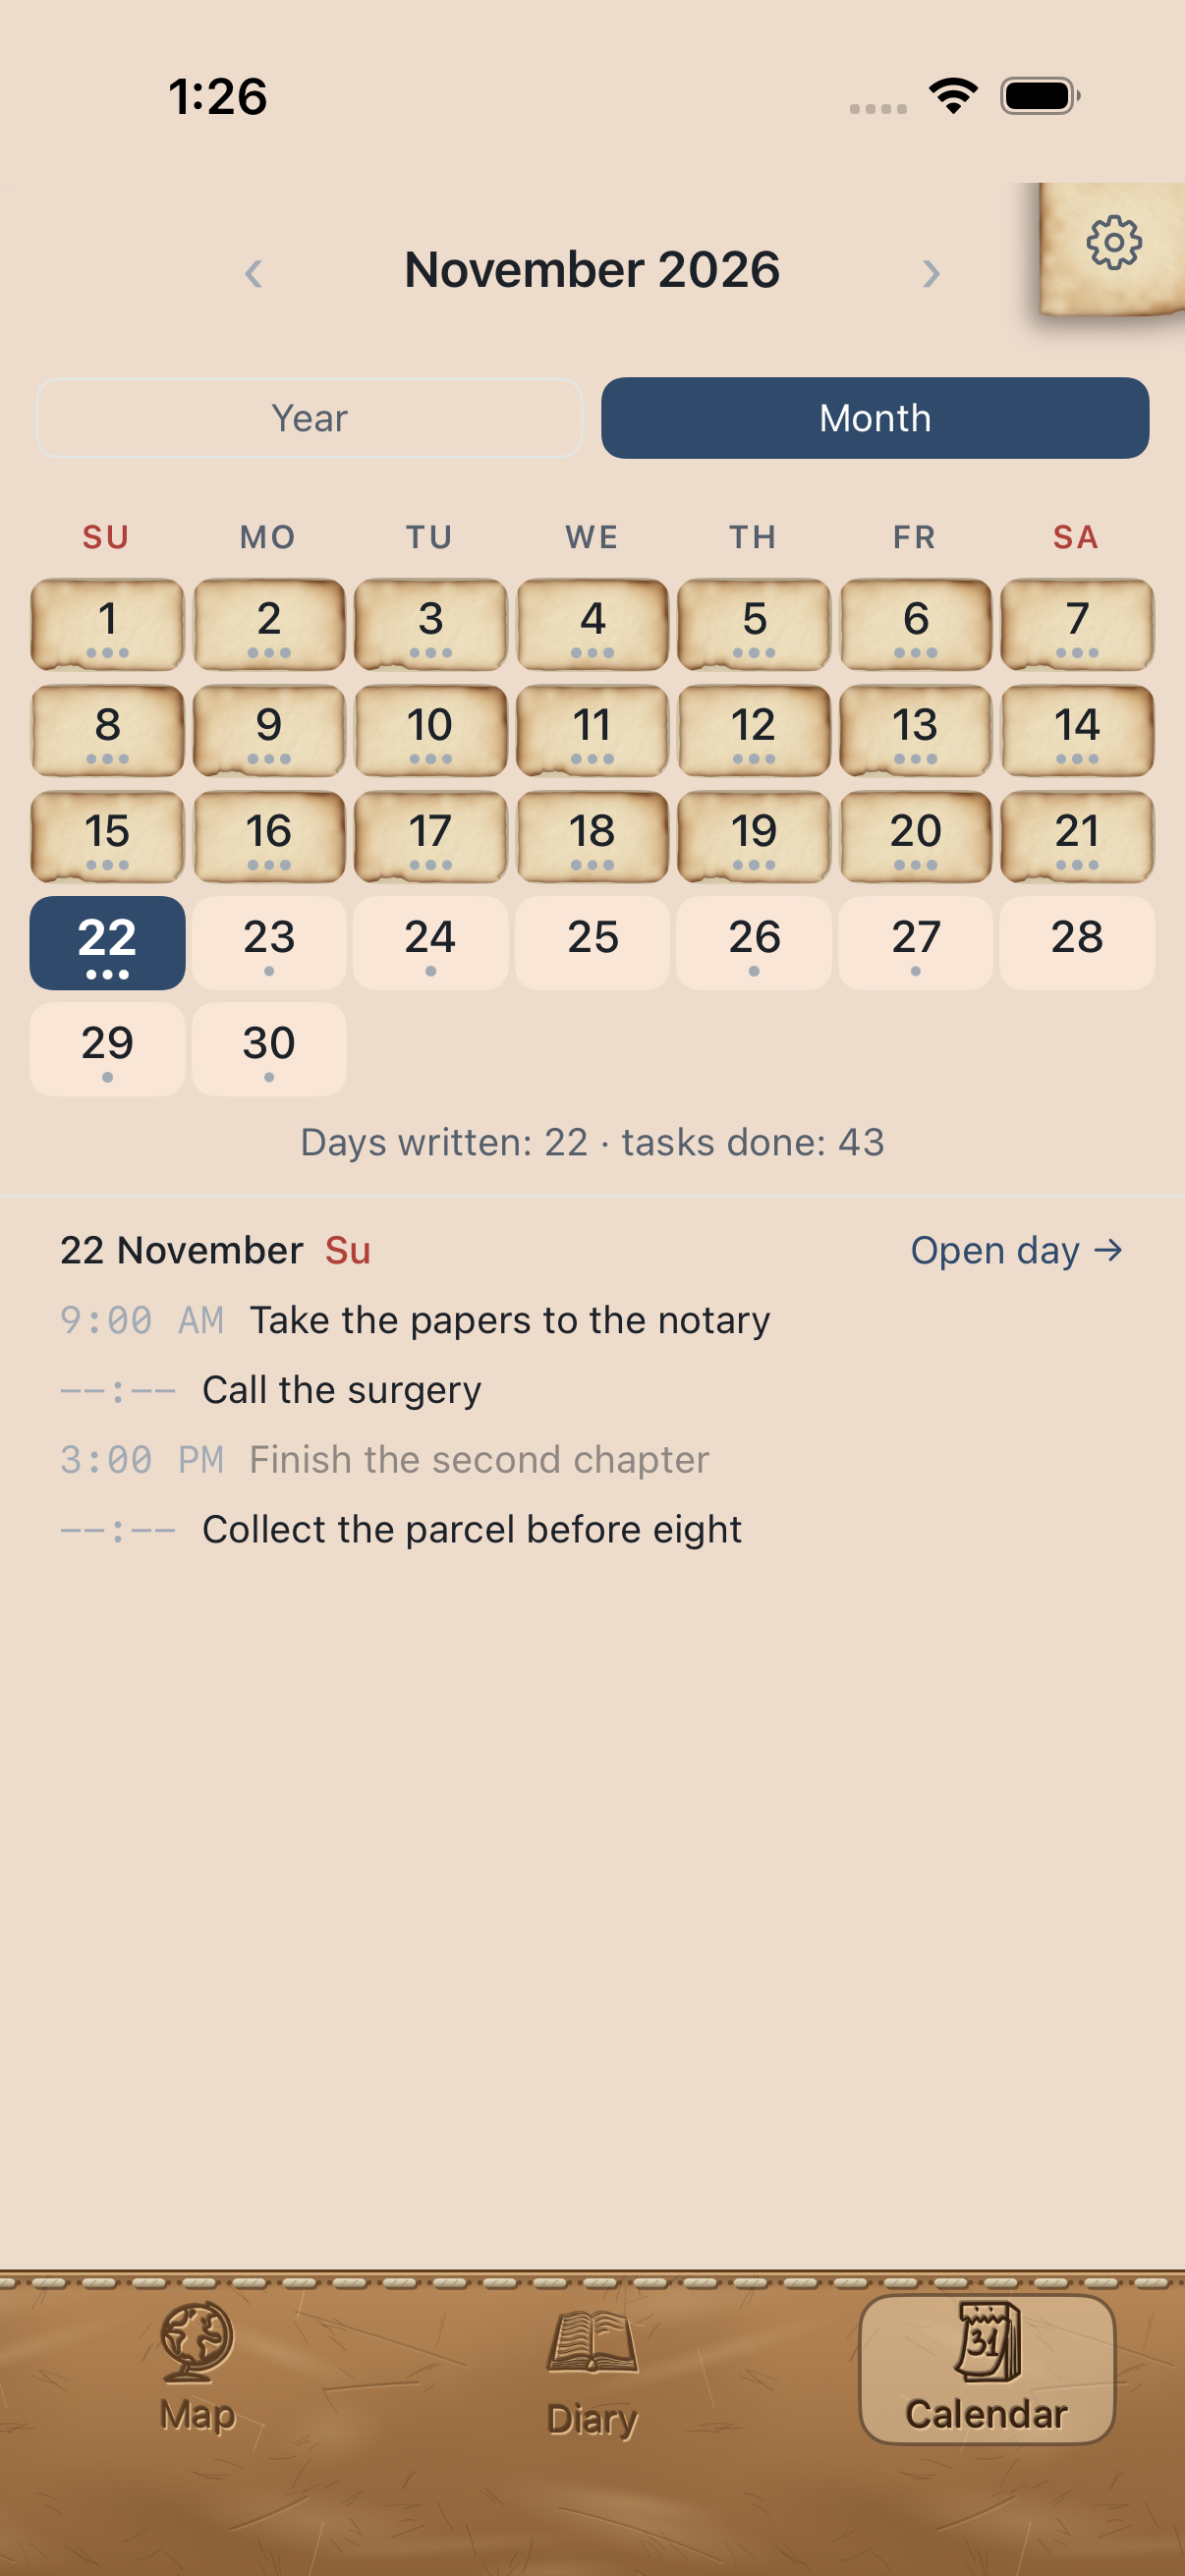 1:26
‹ November 2026 ›
Year Month
SU MO TU WE TH FR SA
1 2 3 4 5 6 7
8 9 10 11 12 13 14
15 16 17 18 19 20 21
22 23 24 25 26 27 28
29 30
Days written: 22 · tasks done: 43
22 November Su Open day →
9:00 AM Take the papers to the notary
--:-- Call the surgery
3:00 PM Finish the second chapter
--:-- Collect the parcel before eight
31
Map Diary Calendar